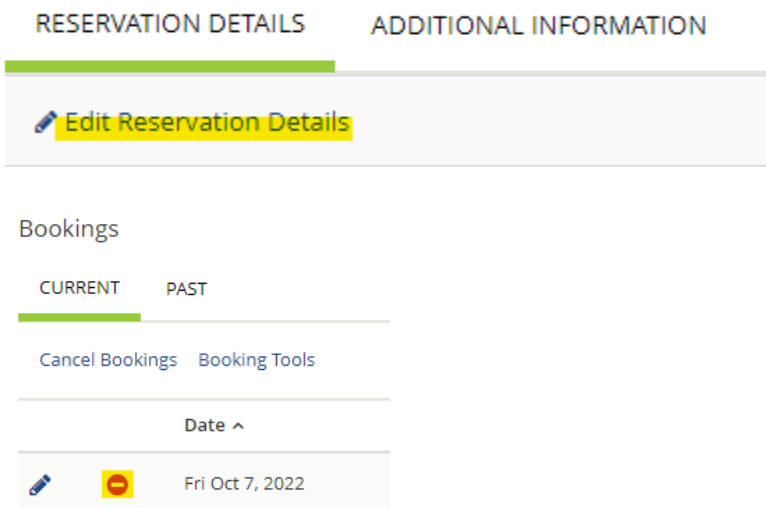 RESERVATION DETAILS ADDITIONAL INFORMATION
Edit Reservation Details
Bookings
CURRENT PAST
Cancel Bookings Booking Tools
Date
Fri Oct 7, 2022